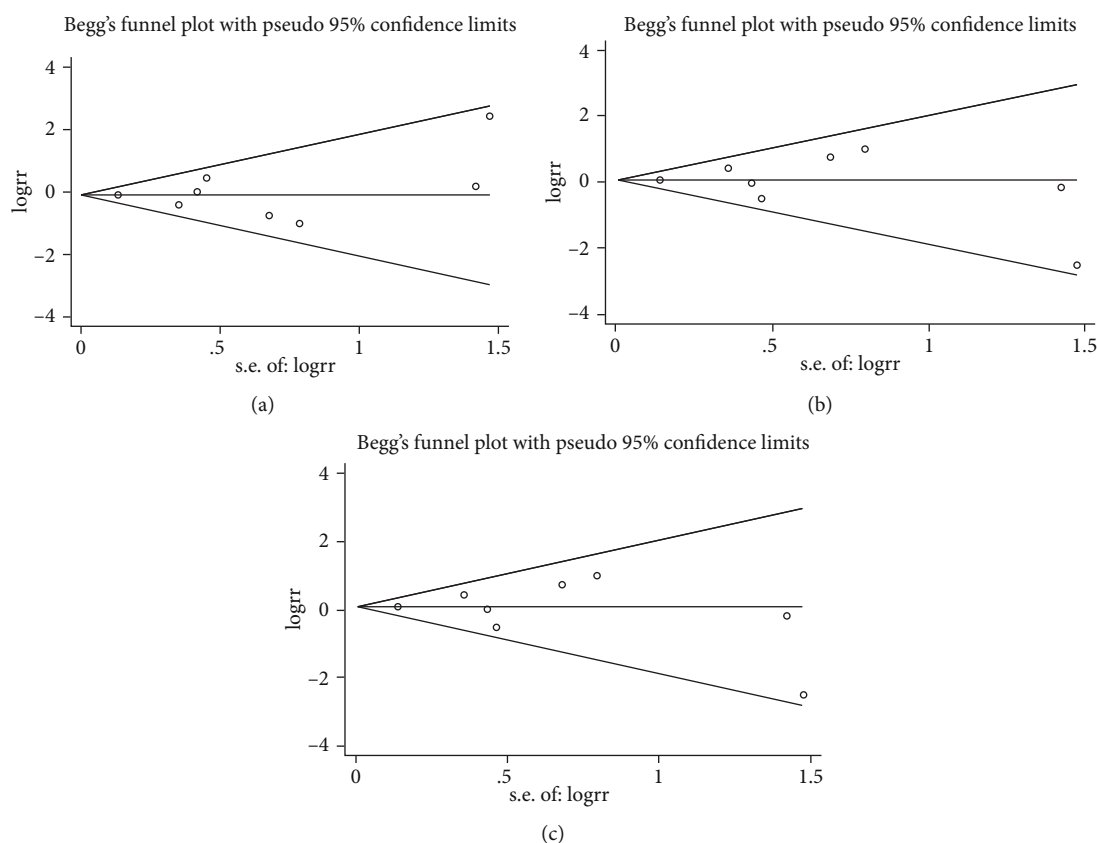 Begg's funnel plot with pseudo 95% confidence limits
4
2
0
−2
−4
logrr
0 .5 1 1.5
s.e. of: logrr
(a)
Begg's funnel plot with pseudo 95% confidence limits
4
2
0
−2
−4
logrr
0 .5 1 1.5
s.e. of: logrr
(b)
Begg's funnel plot with pseudo 95% confidence limits
4
2
0
−2
−4
logrr
0 .5 1 1.5
s.e. of: logrr
(c)